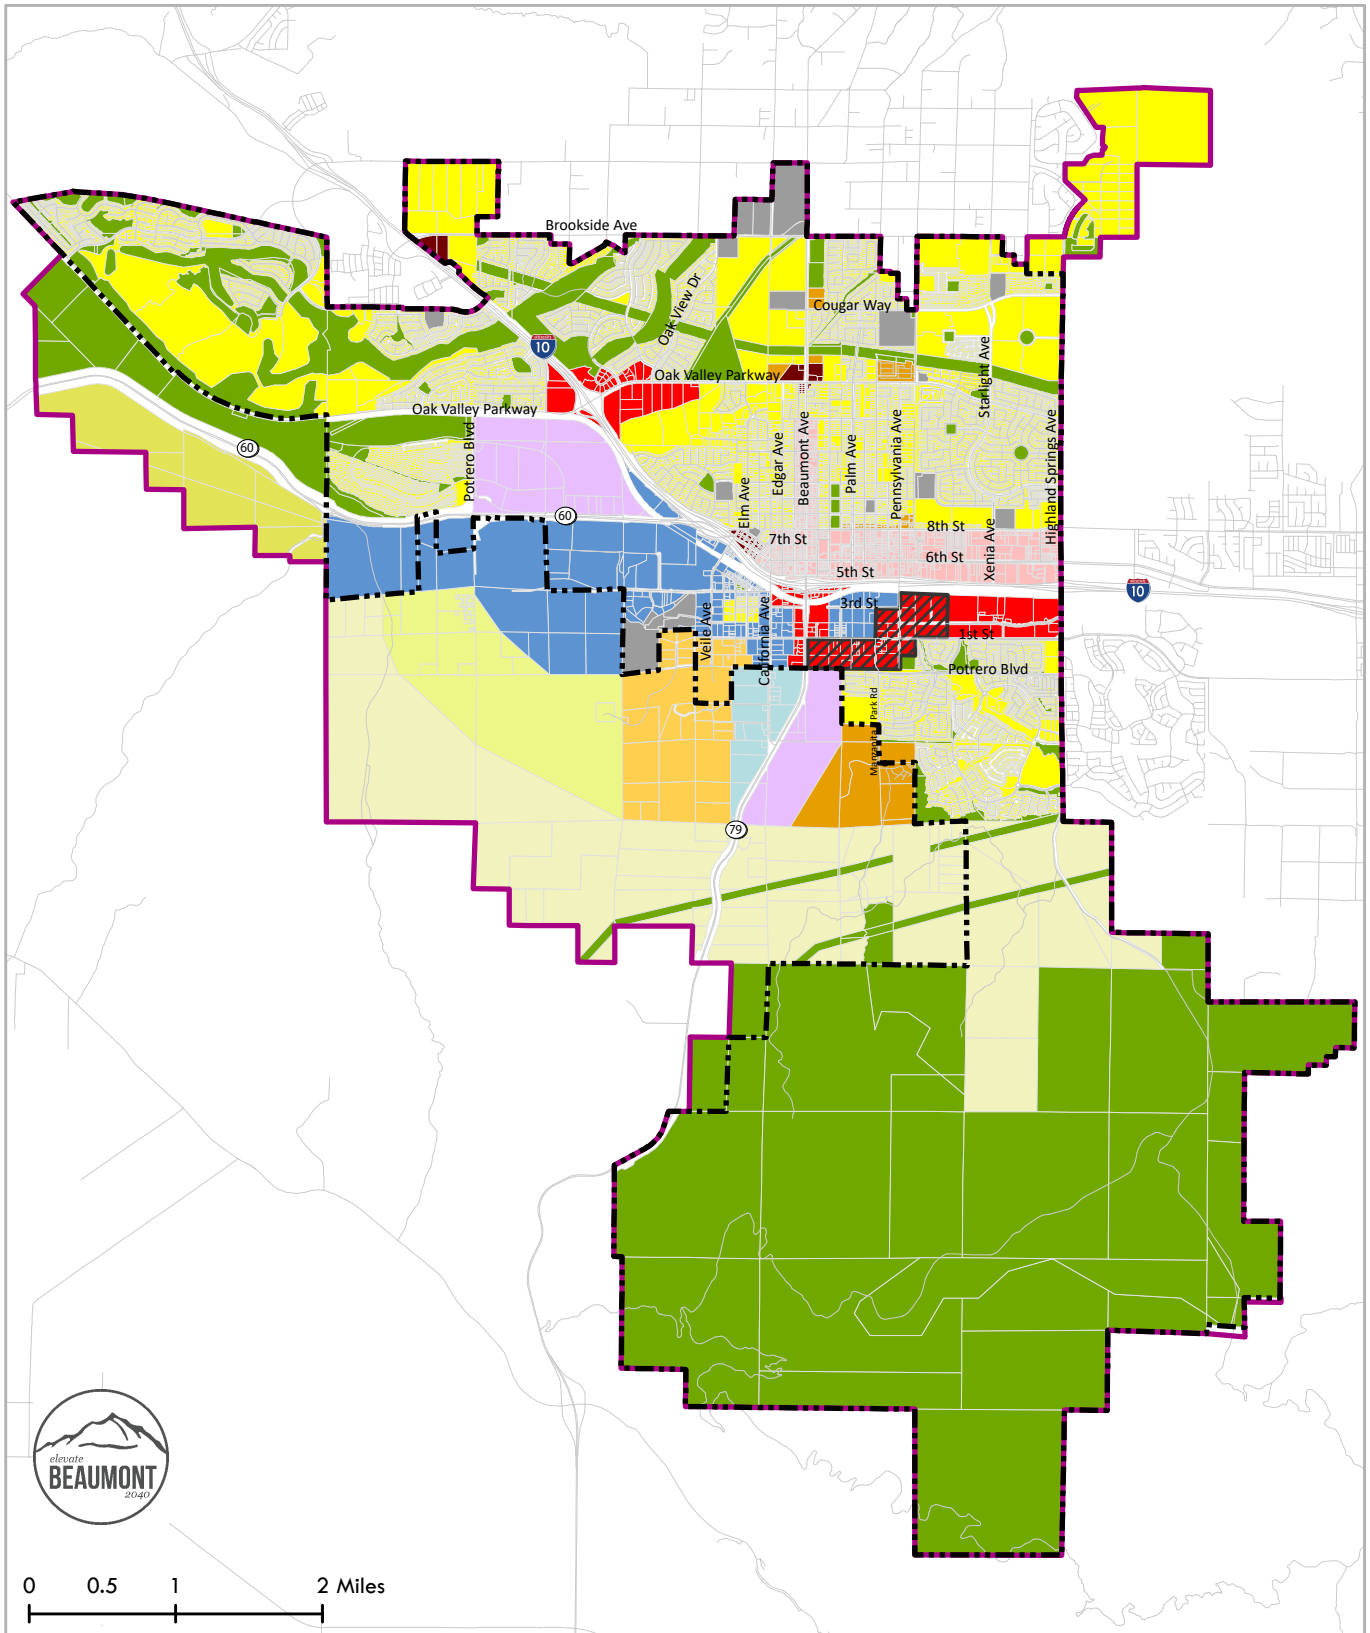 Brookside Ave
Oak View Dr
Cougar Way
10
Oak Valley Parkway
Starlight Ave
Oak Valley Parkway
60
Potrero Blvd
Edgar Ave
Beaumont Ave
Palm Ave
Pennsylvania Ave
Highland Springs Ave
Elm Ave
60
8th St
7th St
Xenia Ave
6th St
5th St
10
3rd St
Veile Ave
California Ave
1st St
Potrero Blvd
Manzanita Park Rd
79
elevate
BEAUMONT
2040
0 0.5 1 2 Miles